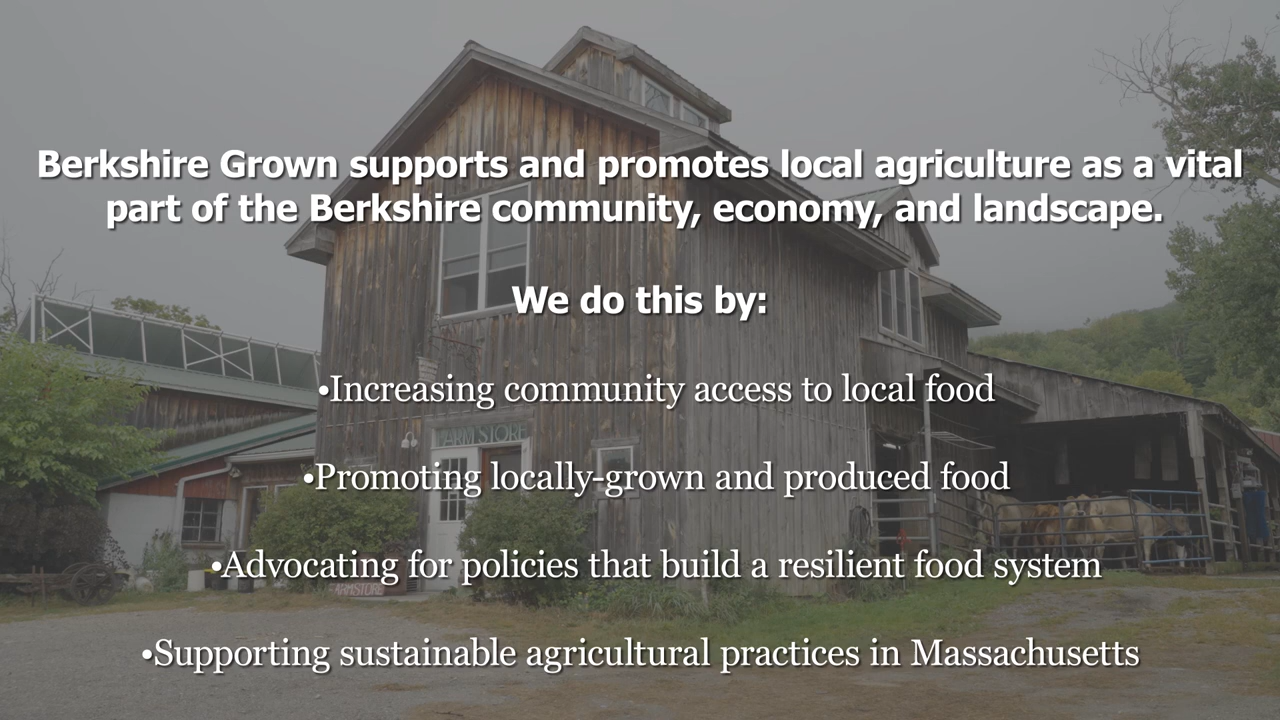 Berkshire Grown supports and promotes local agriculture as a vital
part of the Berkshire community, economy, and landscape.
We do this by:
•Increasing community access to local food
FARM STORE
•Promoting locally-grown and produced food
•Advocating for policies that build a resilient food system
FARMSTORE
•Supporting sustainable agricultural practices in Massachusetts